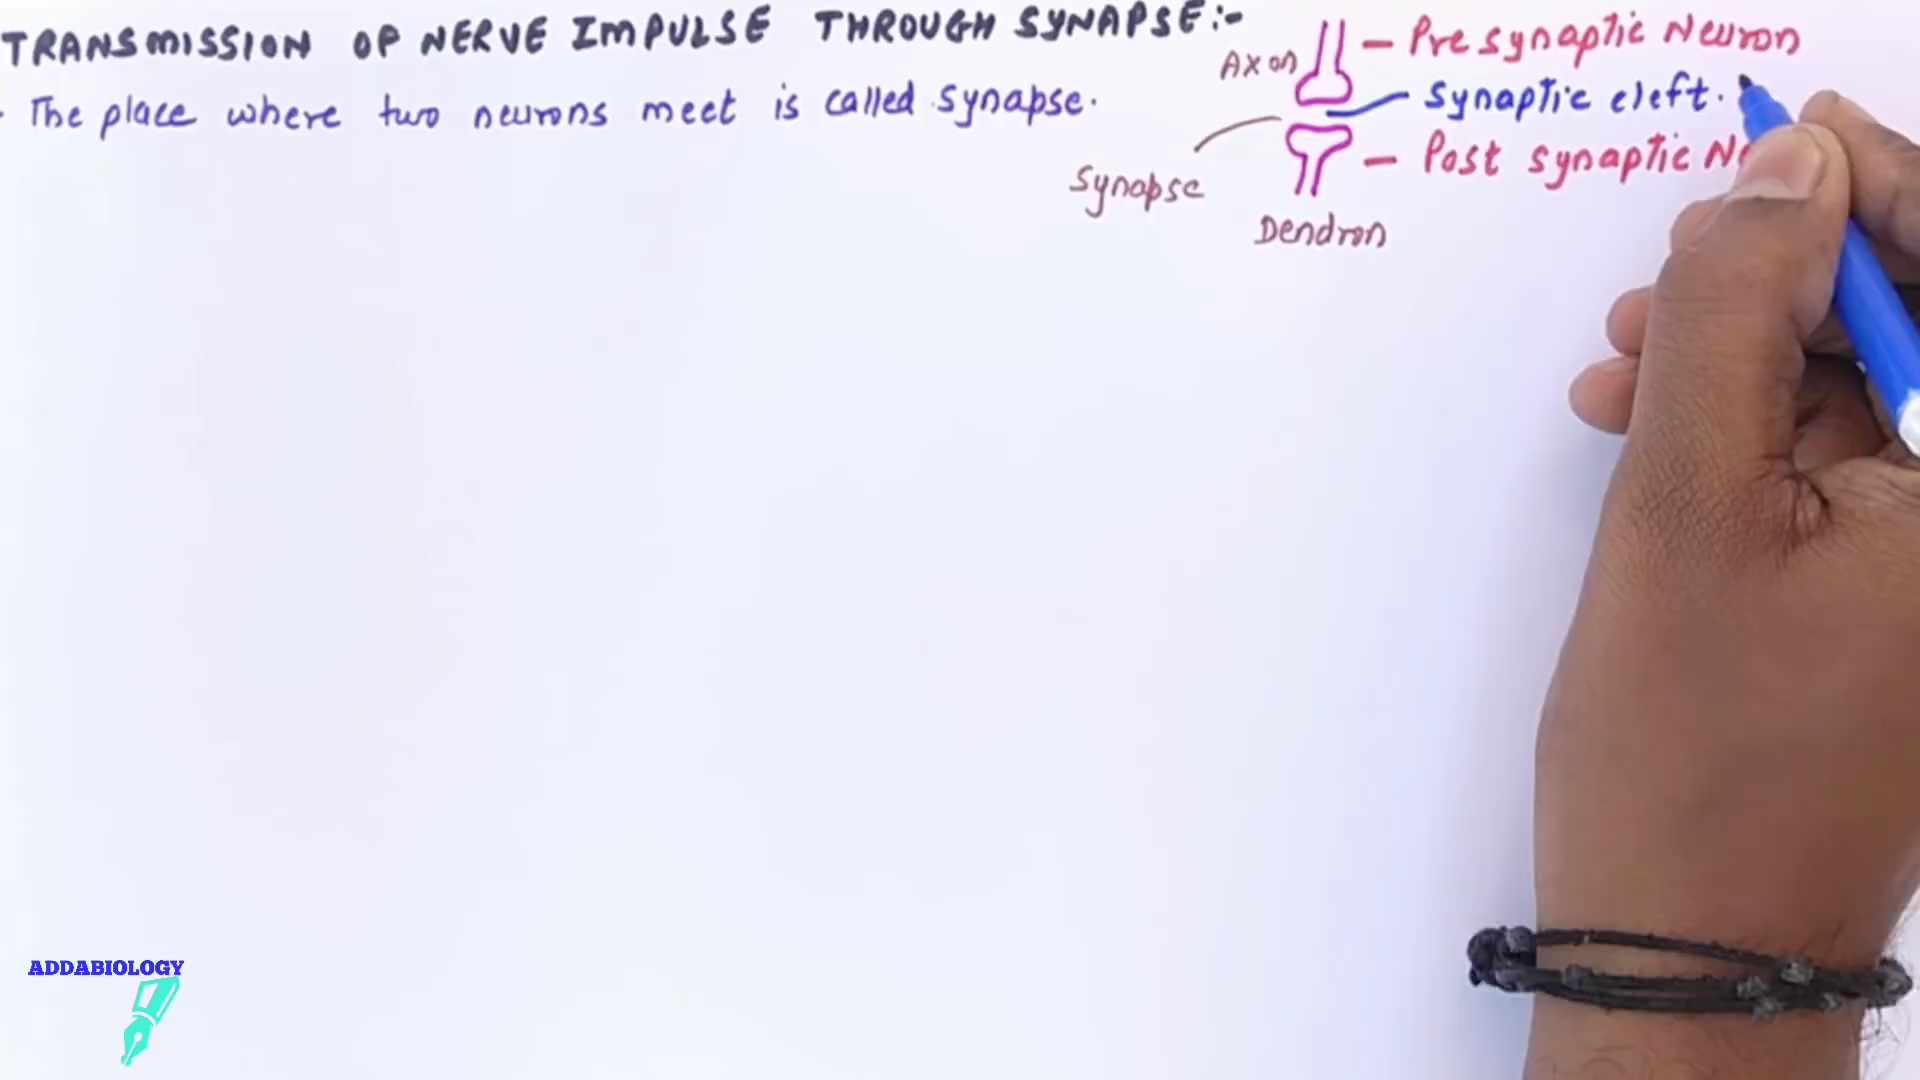 TRANSMISSION OF NERVE IMPULSE THROUGH SYNAPSE:-
The place where two neurons meet is called synapse.
Axon
Pre synaptic Neuron
Synaptic cleft.
Post synaptic
Synapse
Dendron
ADDABIOLOGY